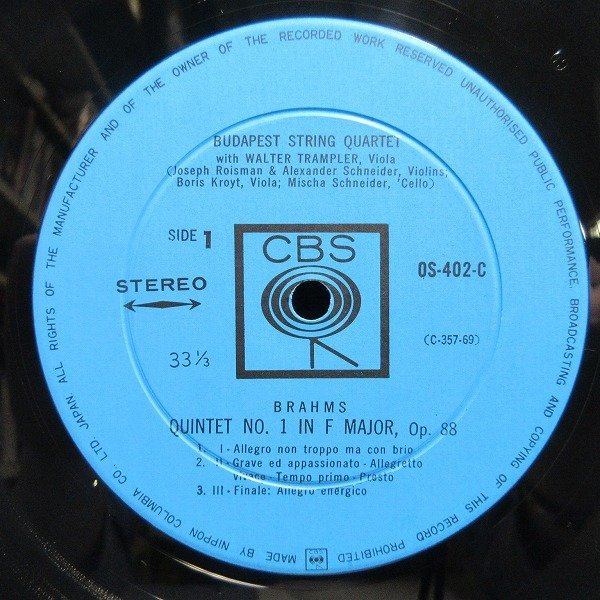 BUDAPEST STRING QUARTET
with WALTER TRAMPLER, Viola
(Joseph Roisman & Alexander Schneider, Violins;
Boris Kroyt, Viola; Mischa Schneider, 'Cello)
SIDE 1
CBS
STEREO
OS-402-C
33 1/3
(C-357-69)
BRAHMS
QUINTET NO. 1 IN F MAJOR, Op. 88
1. I - Allegro non troppo ma con brio
2. II - Grave ed appassionato - Allegretto
vivace - Tempo primo - Presto
3. III - Finale: Allegro energico
MADE BY NIPPON COLUMBIA CO. LTD. JAPAN ALL RIGHTS OF THE MANUFACTURER AND OF THE OWNER OF THE RECORDED WORK RESERVED UNAUTHORISED PUBLIC PERFORMANCE. BROADCASTING AND COPYING OF THIS RECORD PROHIBITED
CBS